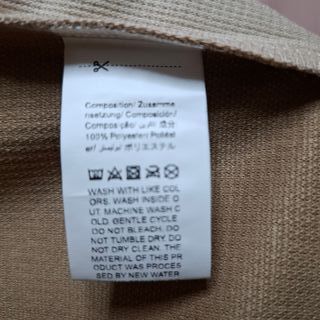 Composition/ Zusamme
nsetzung/ Composición/
Composição/ 成分
100% Polyester/ Poliést
er/ ポリエステル
WASH WITH LIKE COL
ORS. WASH INSIDE O
UT. MACHINE WASH C
OLD. GENTLE CYCLE
DO NOT BLEACH. DO
NOT TUMBLE DRY. DO
NOT DRY CLEAN. THE
MATERIAL OF THIS PR
ODUCT WAS PROCES
SED BY NEW WATER